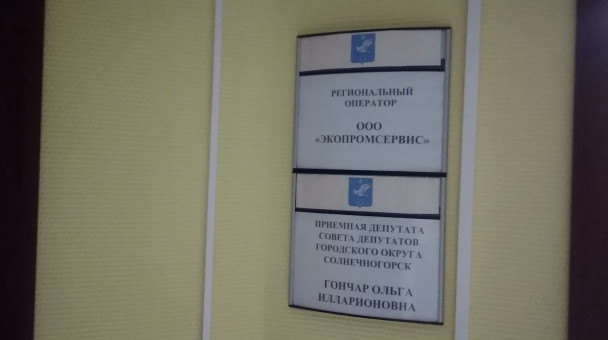 РЕГИОНАЛЬНЫЙ
ОПЕРАТОР
ООО
«ЭКОПРОМСЕРВИС»
ПРИЕМНАЯ ДЕПУТАТА
СОВЕТА ДЕПУТАТОВ
ГОРОДСКОГО ОКРУГА
СОЛНЕЧНОГОРСК
ГОНЧАР ОЛЬГА
ИЛЛАРИОНОВНА